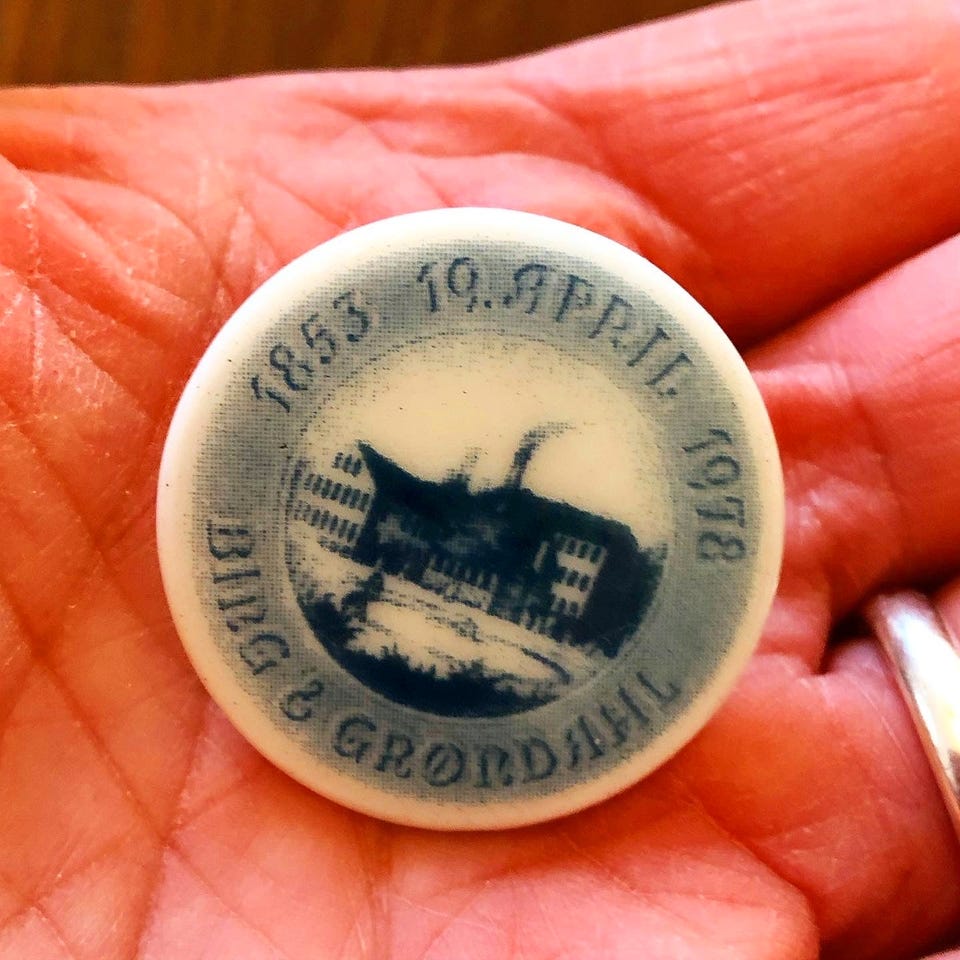 1853 19. APRIL 1978
BING & GRØNDAHL